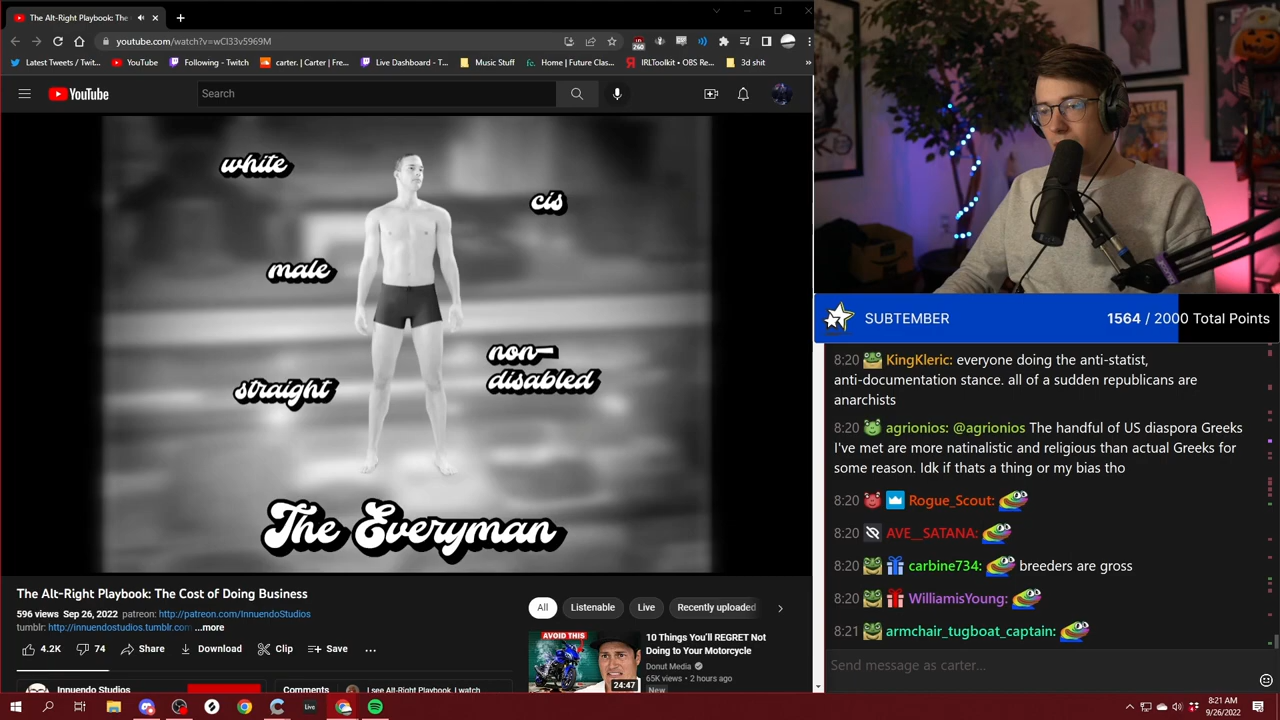 The Alt-Right Playbook: The
youtube.com/watch?v=wCl33v5969M
260
Latest Tweets / Twit...
YouTube
Following - Twitch
carter. | Carter | Fre...
Live Dashboard - T...
Music Stuff
Home | Future Clas...
IRLToolkit • OBS Re...
3d shit
»
YouTube
Search
white
cis
male
non-
disabled
straight
The Everyman
The Alt-Right Playbook: The Cost of Doing Business
596 views Sep 26, 2022 patreon: http://patreon.com/InnuendoStudios
tumblr: http://innuendostudios.tumblr.com ...more
4.2K
74
Share
Download
Clip
Save
Innuendo Studios
Comments
I see Alt-Right Playbook, I watch
All
Listenable
Live
Recently uploaded
AVOID THIS
24:47
10 Things You'll REGRET Not
Doing to Your Motorcycle
Donut Media
65K views • 2 hours ago
New
SUBTEMBER
1564 / 2000 Total Points
8:20 KingKleric: everyone doing the anti-statist,
anti-documentation stance. all of a sudden republicans are
anarchists
8:20 agrionios: @agrionios The handful of US diaspora Greeks
I've met are more natinalistic and religious than actual Greeks for
some reason. Idk if thats a thing or my bias tho
8:20 Rogue_Scout:
8:20 AVE__SATANA:
8:20 carbine734: breeders are gross
8:20 WilliamisYoung:
8:21 armchair_tugboat_captain:
Send message as carter...
Live
8:21 AM
9/26/2022